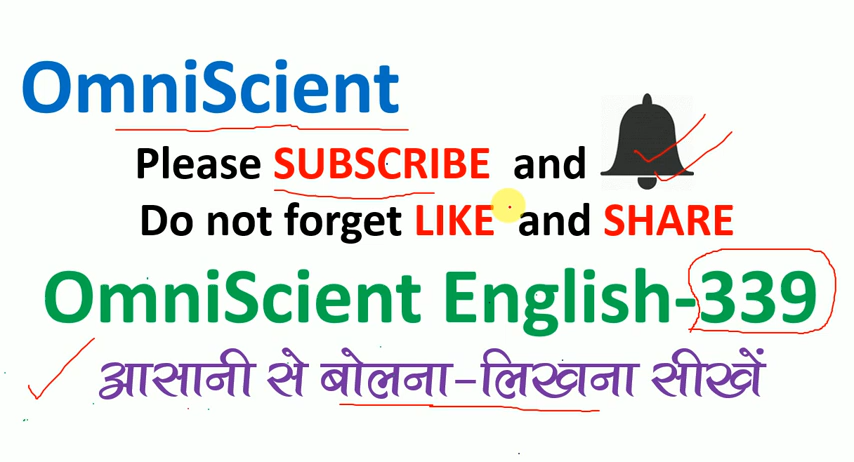 OmniScient
Please SUBSCRIBE and
Do not forget LIKE and SHARE
OmniScient English-339
आसानी से बोलना-लिखना सीखें